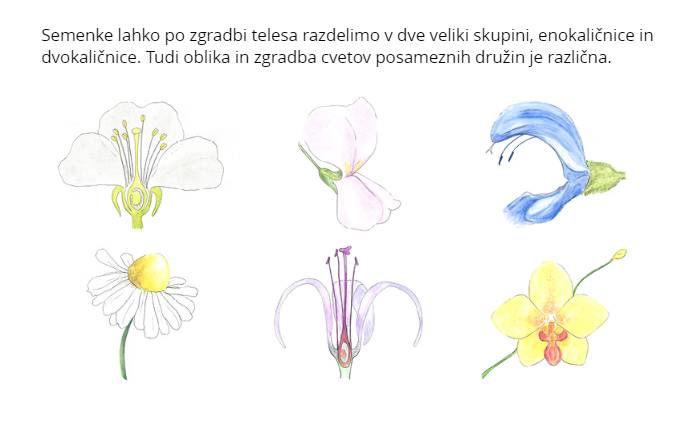 Semenke lahko po zgradbi telesa razdelimo v dve veliki skupini, enokaličnice in
dvokaličnice. Tudi oblika in zgradba cvetov posameznih družin je različna.